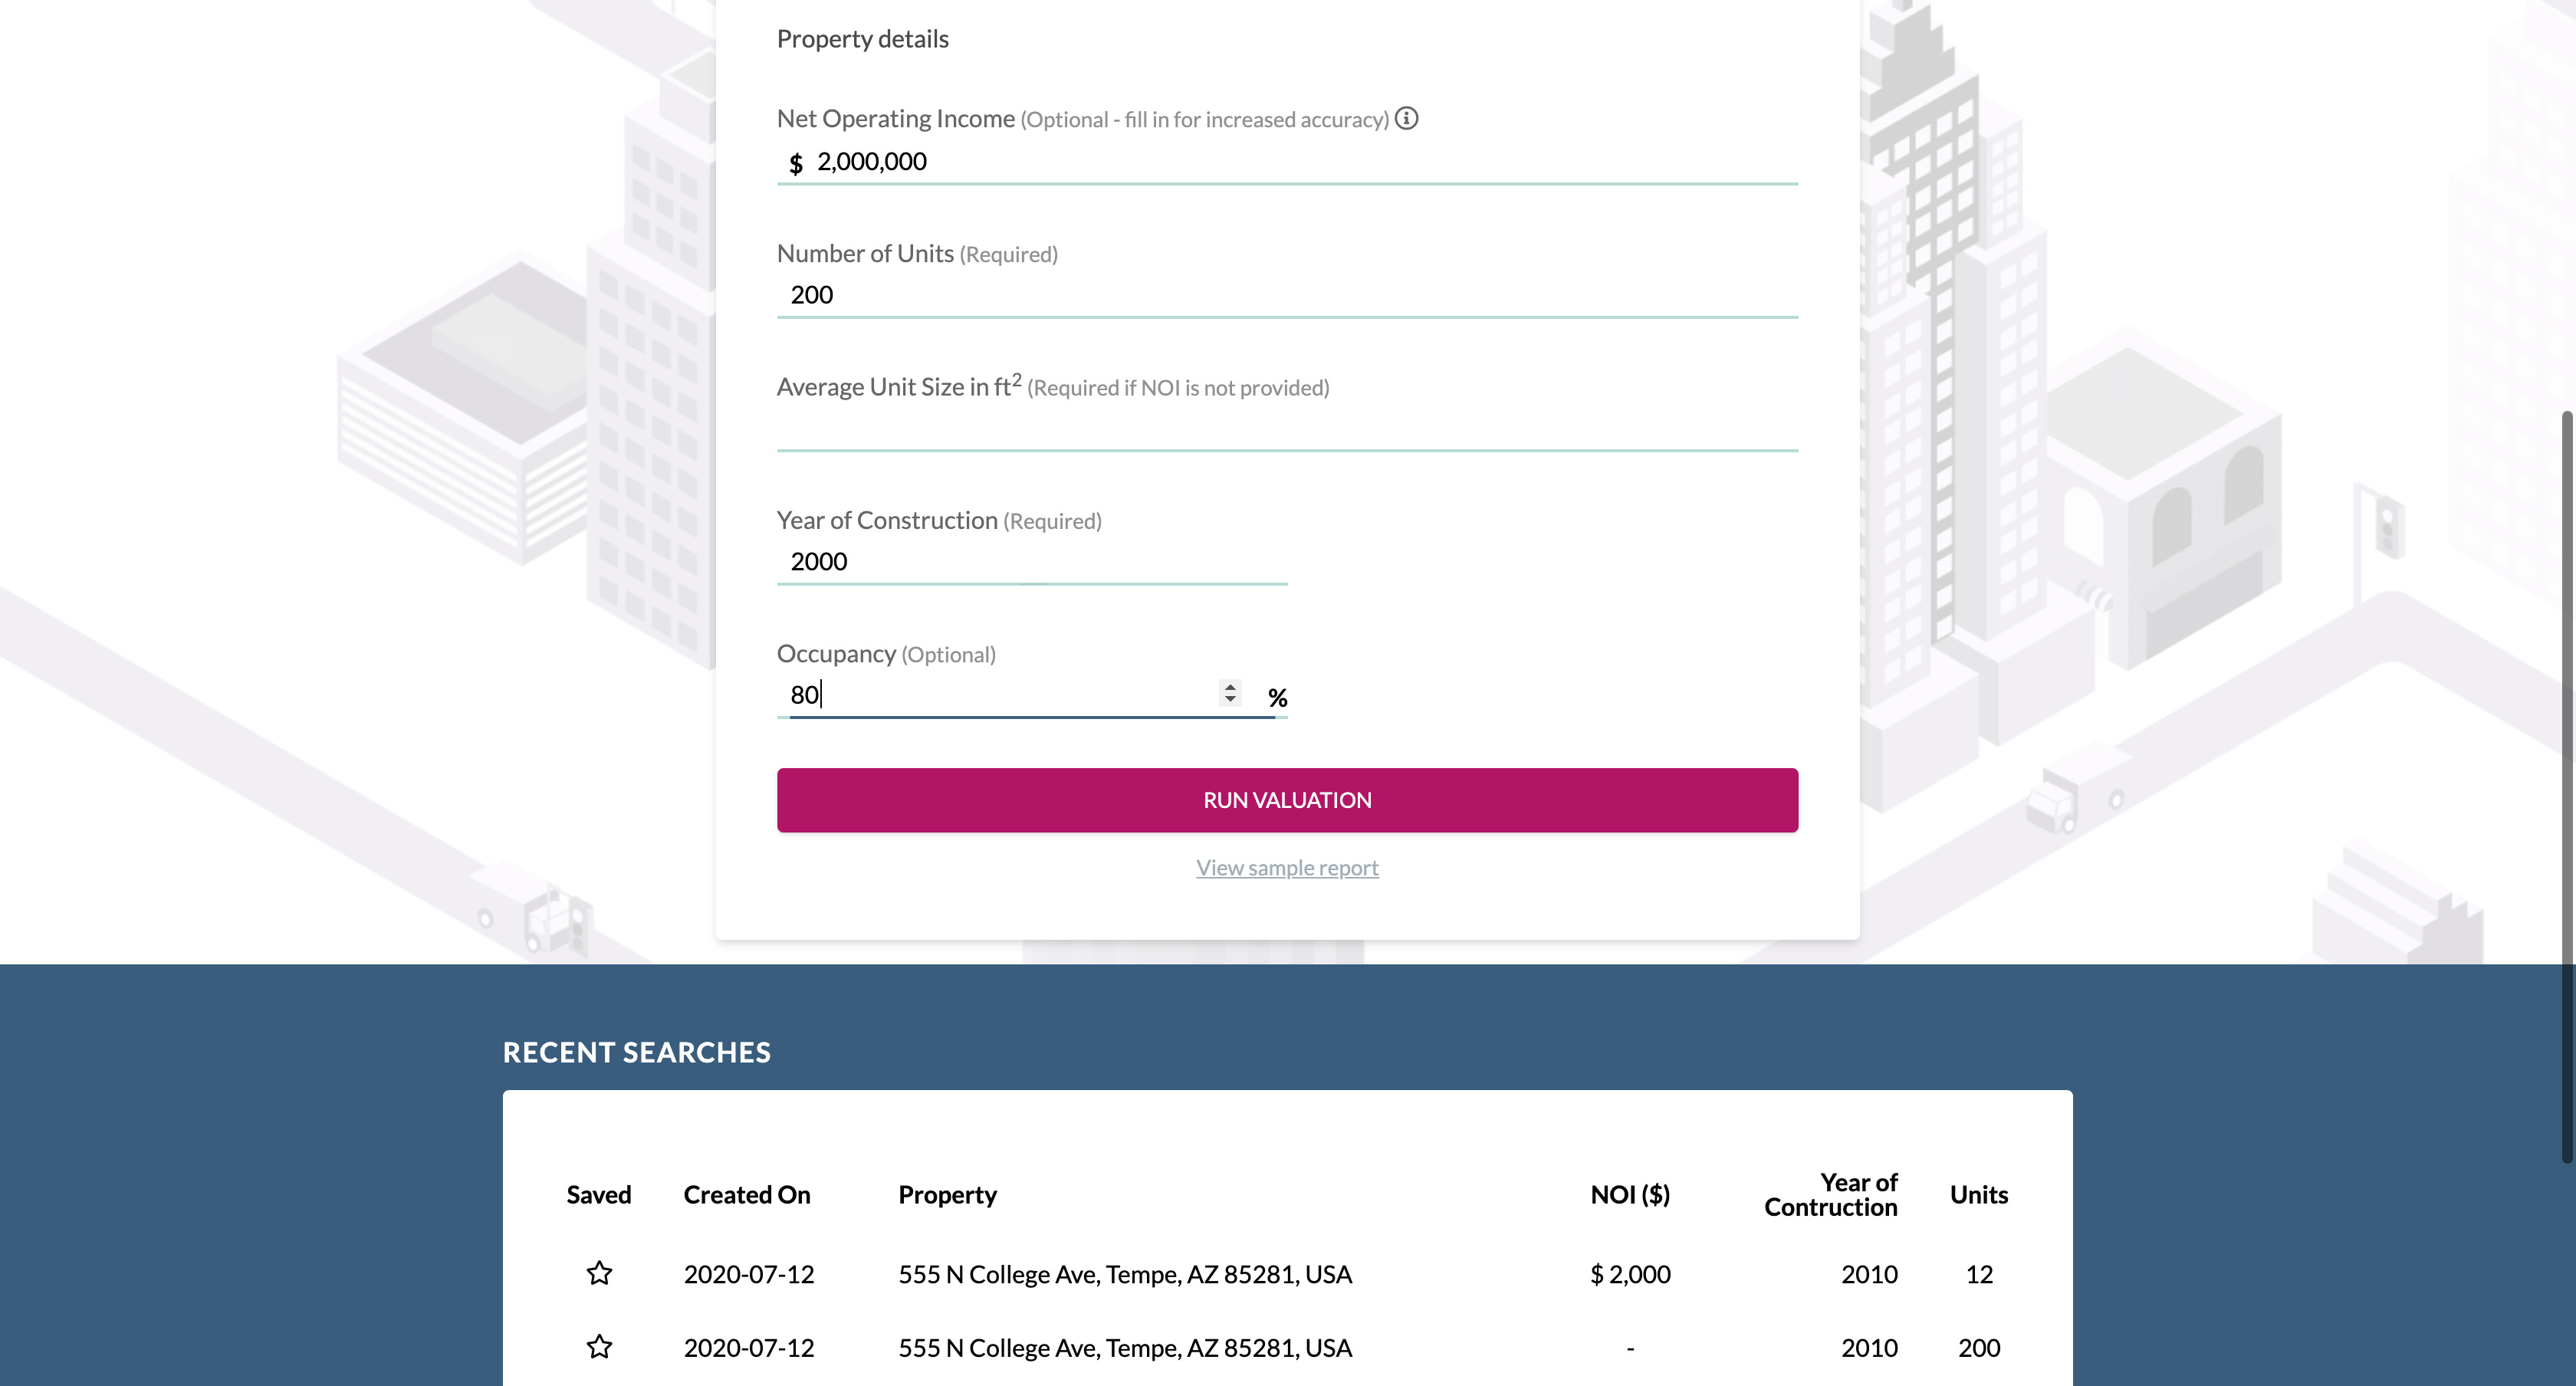 Property details
Net Operating Income (Optional - fill in for increased accuracy)
$ 2,000,000
Number of Units (Required)
200
Average Unit Size in ft2 (Required if NOI is not provided)
Year of Construction (Required)
2000
Occupancy (Optional)
80 %
RUN VALUATION
View sample report
RECENT SEARCHES
Saved Created On Property NOI ($) Year of Contruction Units
2020-07-12 555 N College Ave, Tempe, AZ 85281, USA $ 2,000 2010 12
2020-07-12 555 N College Ave, Tempe, AZ 85281, USA - 2010 200